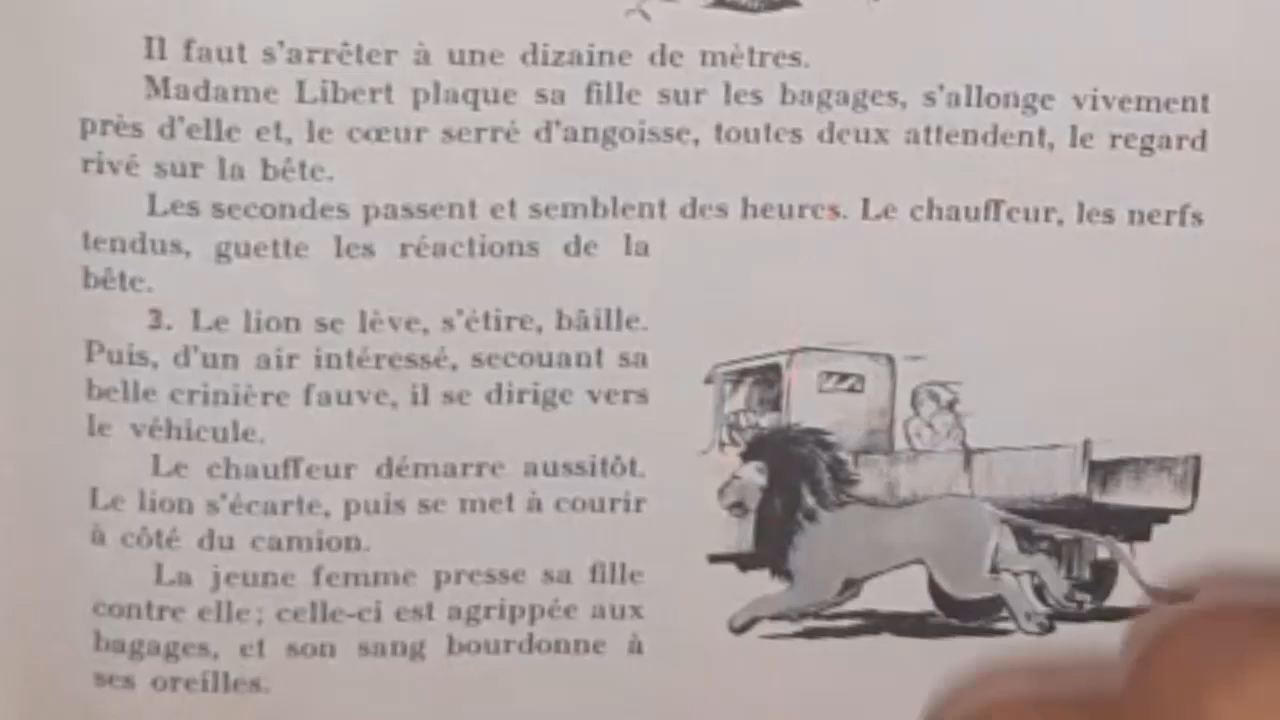 Il faut s'arrêter à une dizaine de mètres.
Madame Libert plaque sa fille sur les bagages, s'allonge vivement
près d'elle et, le cœur serré d'angoisse, toutes deux attendent, le regard
rivé sur la bête.
Les secondes passent et semblent des heures. Le chauffeur, les nerfs
tendus, guette les réactions de la
bête.
3. Le lion se lève, s'étire, bâille.
Puis, d'un air intéressé, secouant sa
belle crinière fauve, il se dirige vers
le véhicule.
Le chauffeur démarre aussitôt.
Le lion s'écarte, puis se met à courir
à côté du camion.
La jeune femme presse sa fille
contre elle; celle-ci est agrippée aux
bagages, et son sang bourdonne à
ses oreilles.